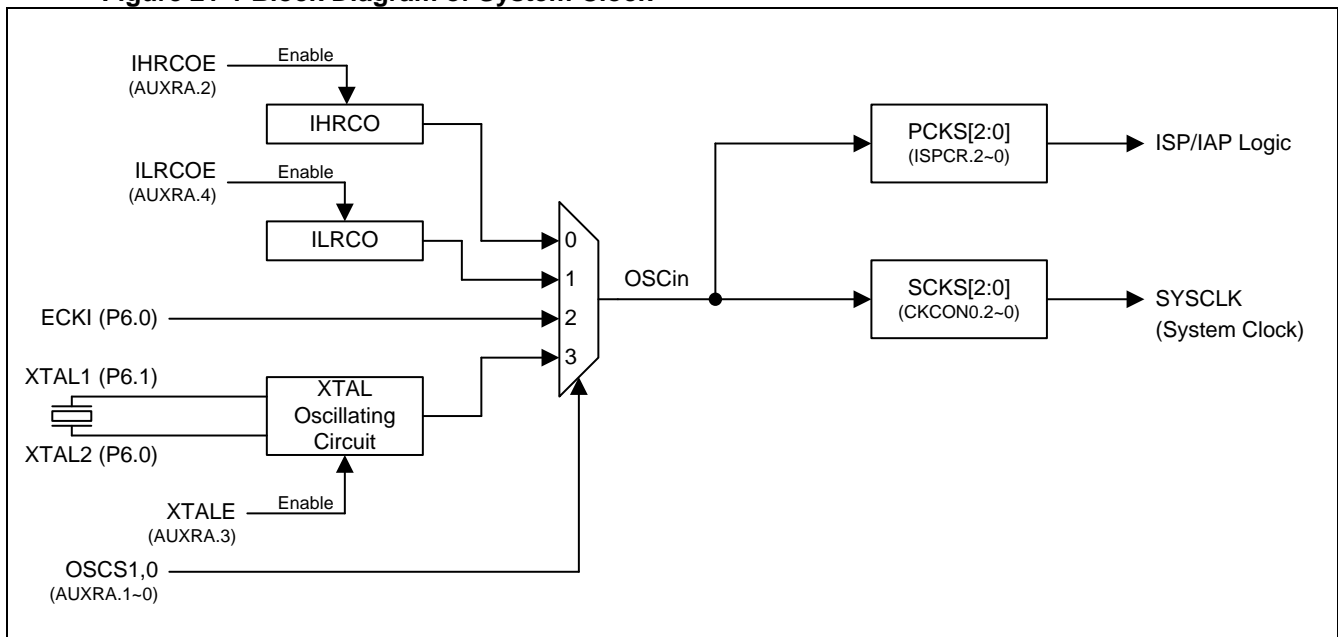 Figure 21-1 Block Diagram of System Clock
IHRCOE
(AUXRA.2)
Enable
IHRCO
ILRCOE
(AUXRA.4)
Enable
ILRCO
ECKI (P6.0)
XTAL1 (P6.1)
XTAL2 (P6.0)
XTAL
Oscillating
Circuit
XTALE
(AUXRA.3)
Enable
OSCS1,0
(AUXRA.1~0)
0
1
2
3
OSCin
PCKS[2:0]
(ISPCR.2~0)
ISP/IAP Logic
SCKS[2:0]
(CKCON0.2~0)
SYSCLK
(System Clock)